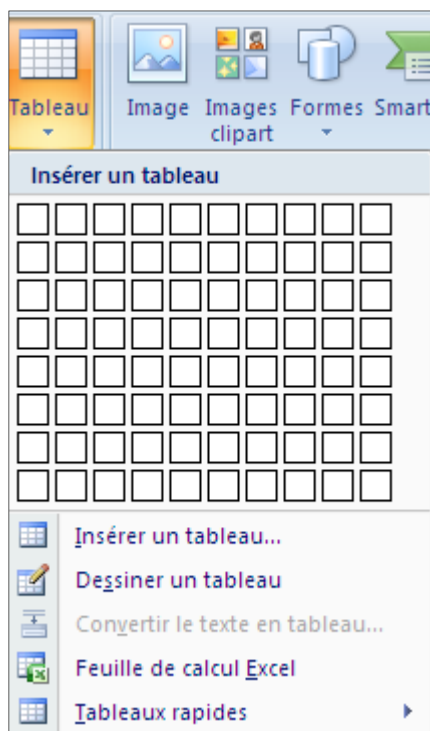 Tableau Image Images clipart Formes Smart
Insérer un tableau
Insérer un tableau...
Dessiner un tableau
Convertir le texte en tableau...
Feuille de calcul Excel
Tableaux rapides